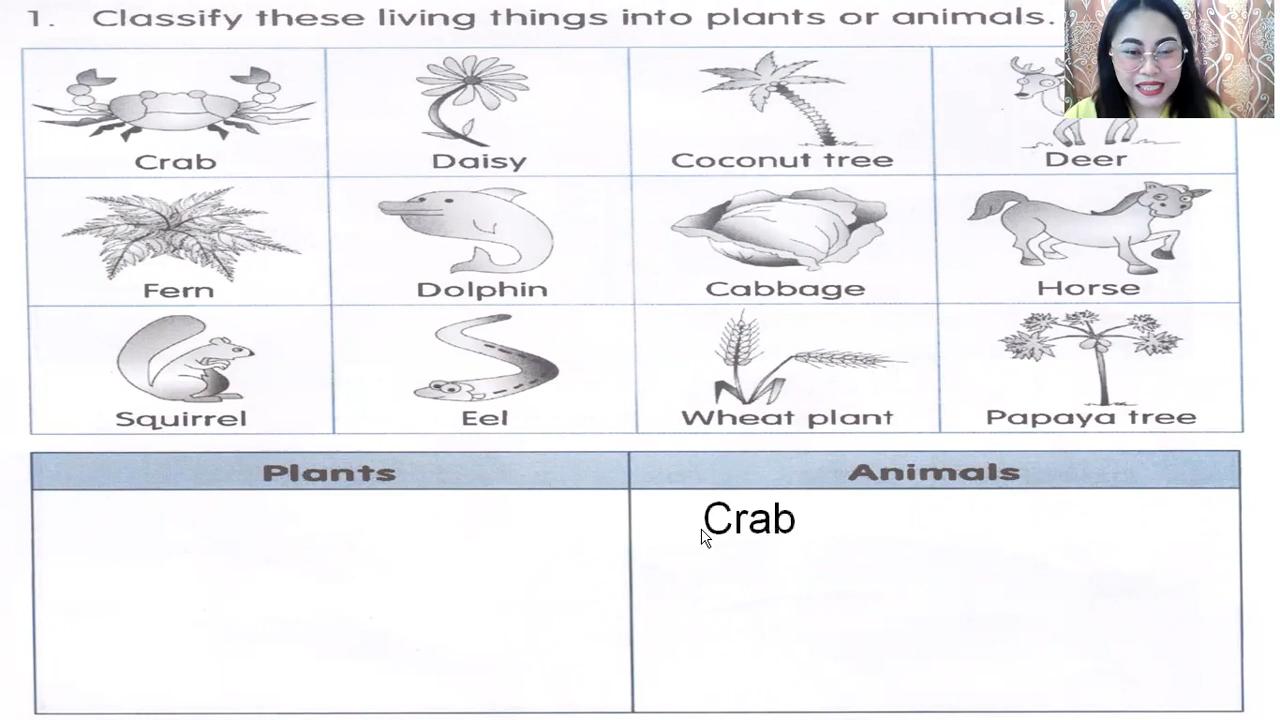 1. Classify these living things into plants or animals.
Crab Daisy Coconut tree Deer
Fern Dolphin Cabbage Horse
Squirrel Eel Wheat plant Papaya tree
Plants Animals
Crab